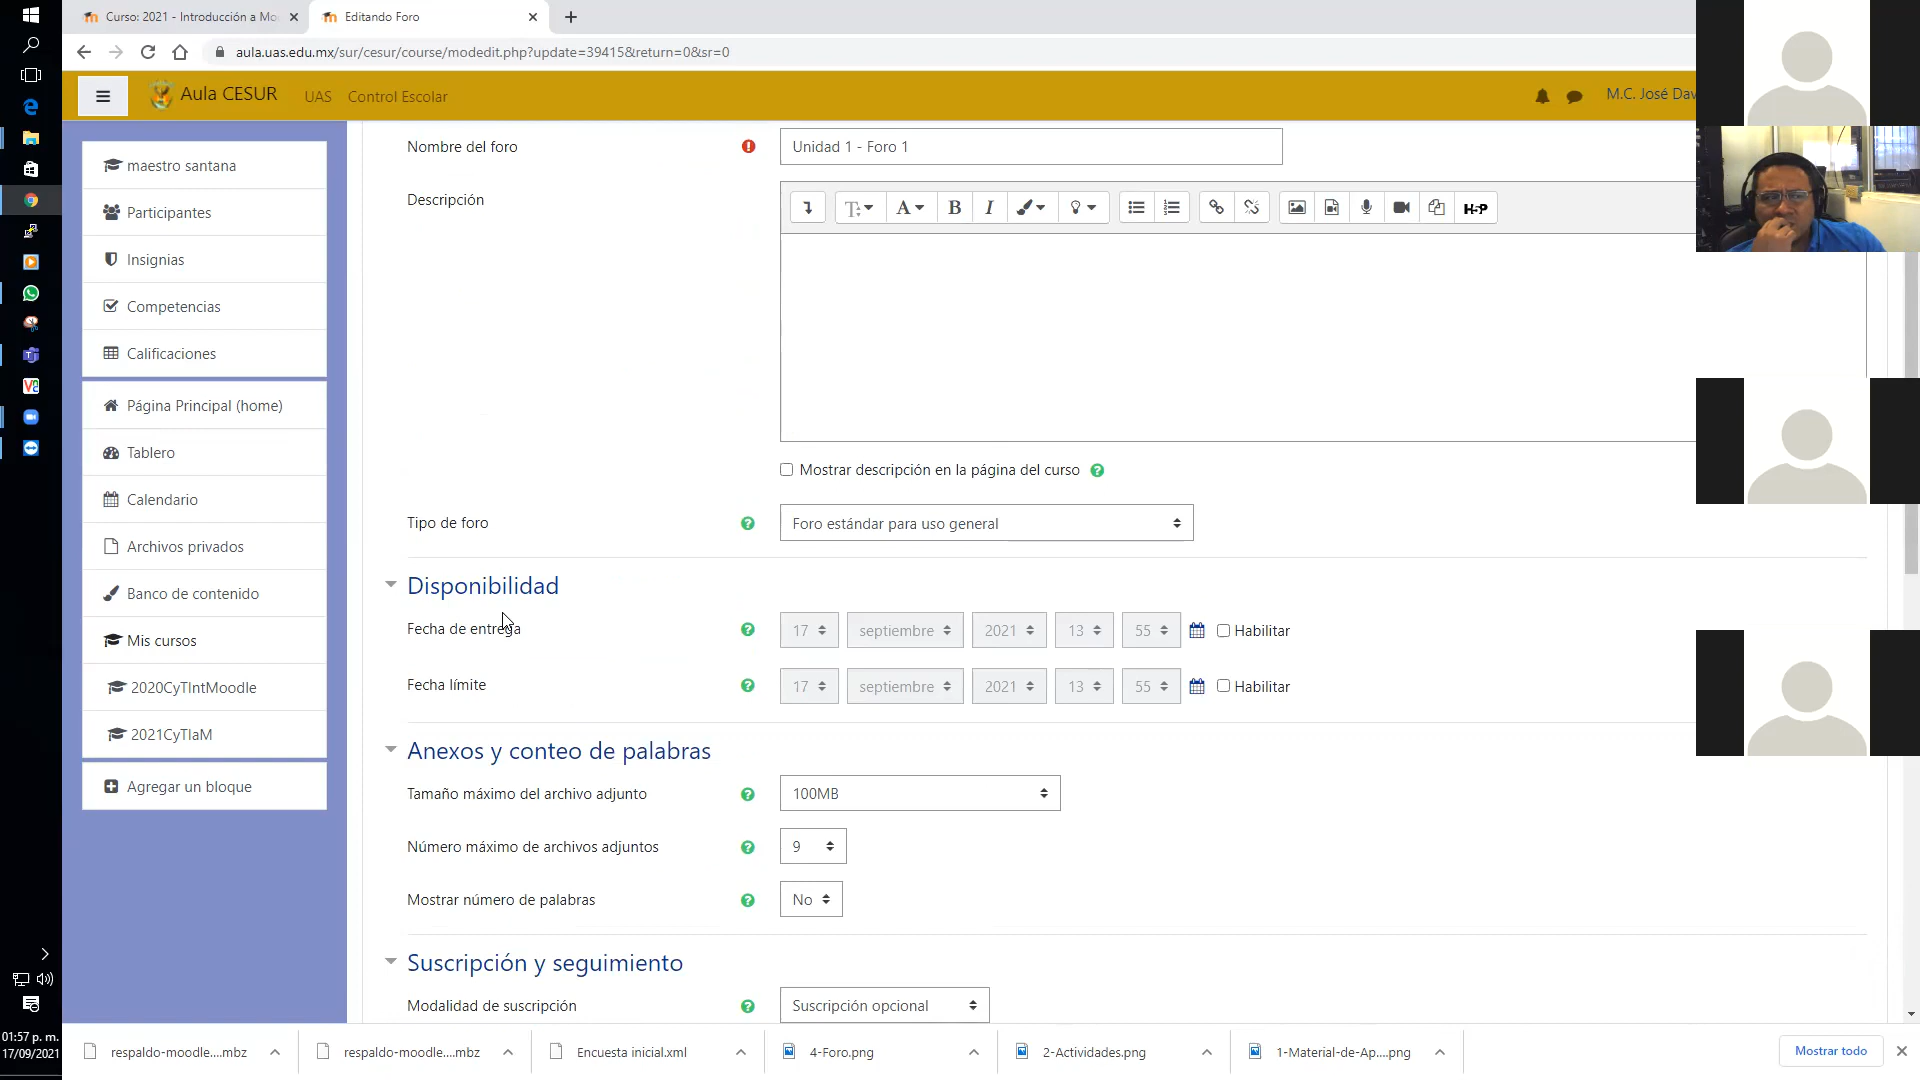 Curso: 2021 - Introducción a Mo
Editando Foro
aula.uas.edu.mx/sur/cesur/course/modedit.php?update=39415&return=0&sr=0
Aula CESUR
UAS
Control Escolar
M.C. José Dav
maestro santana
Participantes
Insignias
Competencias
Calificaciones
Página Principal (home)
Tablero
Calendario
Archivos privados
Banco de contenido
Mis cursos
2020CyTIntMoodle
2021CyTIaM
Agregar un bloque
Nombre del foro
Unidad 1 - Foro 1
Descripción
H-P
Mostrar descripción en la página del curso
Tipo de foro
Foro estándar para uso general
Disponibilidad
Fecha de entrega
17 septiembre 2021 13 55 Habilitar
Fecha límite
17 septiembre 2021 13 55 Habilitar
Anexos y conteo de palabras
Tamaño máximo del archivo adjunto
100MB
Número máximo de archivos adjuntos
9
Mostrar número de palabras
No
Suscripción y seguimiento
Modalidad de suscripción
Suscripción opcional
01:57 p. m.
17/09/2021
respaldo-moodle....mbz
respaldo-moodle....mbz
Encuesta inicial.xml
4-Foro.png
2-Actividades.png
1-Material-de-Ap....png
Mostrar todo